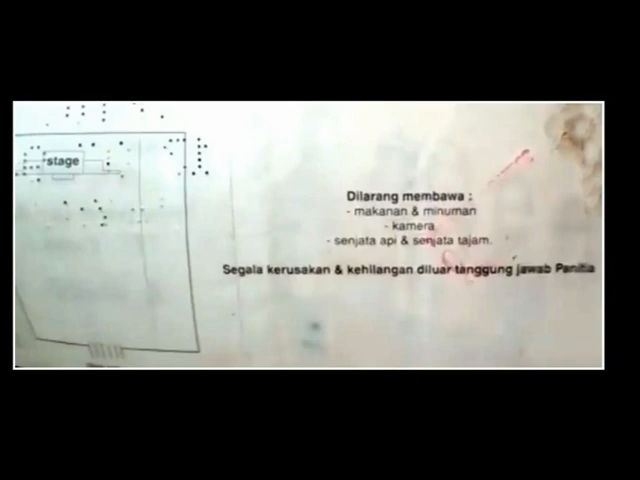 stage
Dilarang membawa :
- makanan & minuman
- kamera
- senjata api & senjata tajam.
Segala kerusakan & kehilangan diluar tanggung jawab Panitia